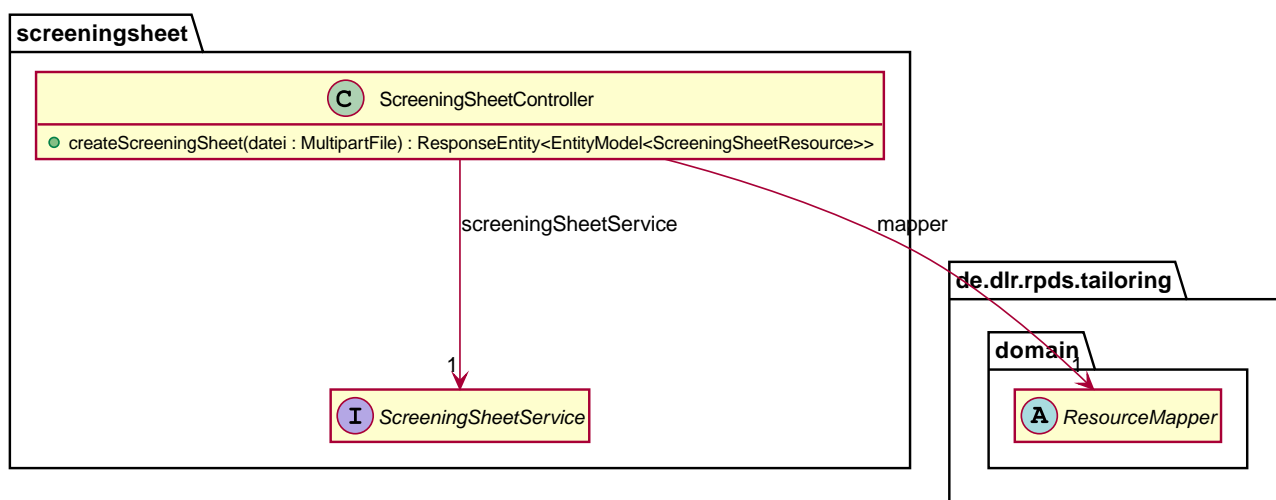 screeningsheet
C ScreeningSheetController
createScreeningSheet(datei : MultipartFile) : ResponseEntity<EntityModel<ScreeningSheetResource>>
screeningSheetService
mapper
de.dlr.rpds.tailoring
domain
1
1
I ScreeningSheetService
A ResourceMapper